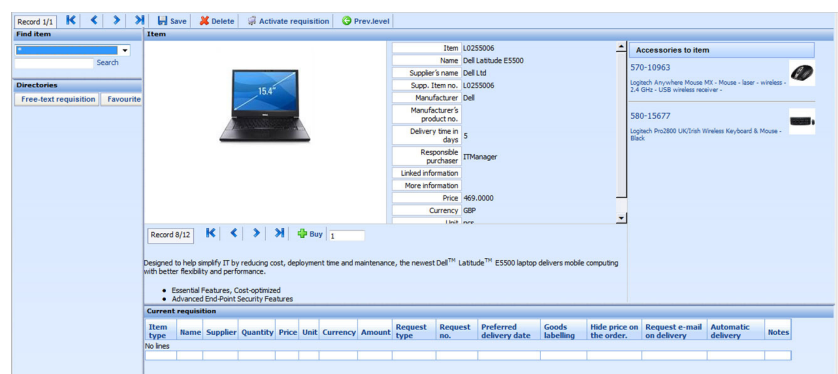 Record 1/1 Save Delete Activate requisition Prev.level
Find item
*
Search
Directories
Free-text requisition Favourite
Item
15.4"
Item L0255006
Name Dell Latitude E5500
Supplier's name Dell Ltd
Supp. Item no. L0255006
Manufacturer Dell
Manufacturer's
product no.
Delivery time in
days 5
Responsible
purchaser ITManager
Linked information
More information
Price 469.0000
Currency GBP
Unit pcs
Accessories to item
570-10963
Logitech Anywhere Mouse MX - Mouse - laser - wireless -
2.4 GHz - USB wireless receiver -
580-15677
Logitech Pro2800 UK/Irish Wireless Keyboard & Mouse -
Black
Record 8/12 Buy 1
Designed to help simplify IT by reducing cost, deployment time and maintenance, the newest Dell™ Latitude™ E5500 laptop delivers mobile computing
with better flexibility and performance.
• Essential Features, Cost-optimized
• Advanced End-Point Security Features
Current requisition
Item type Name Supplier Quantity Price Unit Currency Amount Request type Request no. Preferred delivery date Goods labelling Hide price on the order. Request e-mail on delivery Automatic delivery Notes
No lines